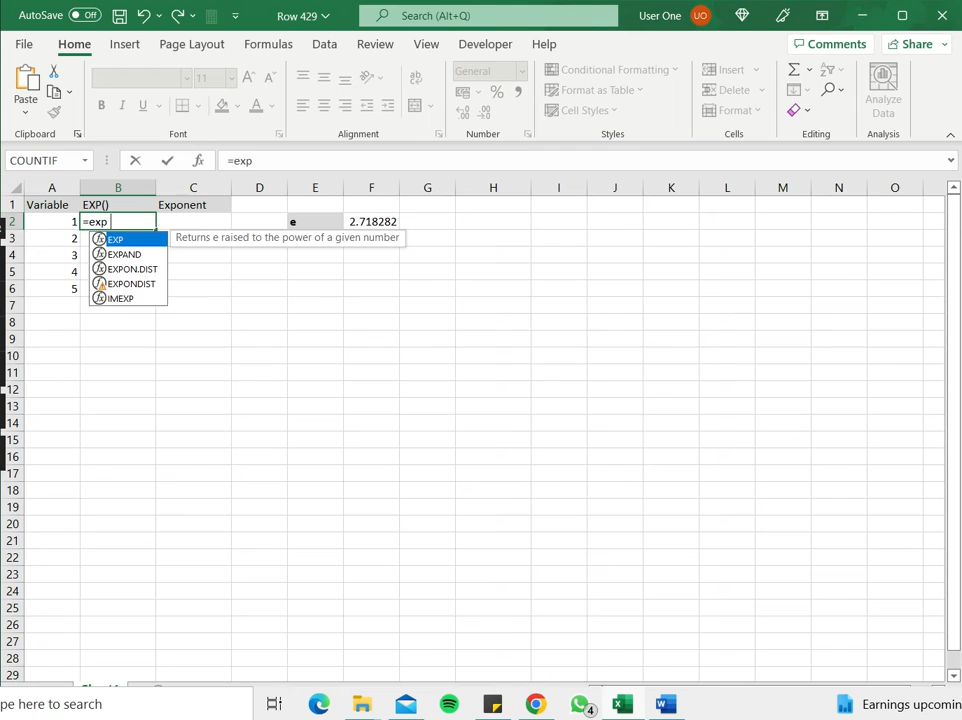 AutoSave Off Row 429 Search (Alt+Q) User One UO
File Home Insert Page Layout Formulas Data Review View Developer Help Comments Share
Paste 11 General Conditional Formatting Insert Analyze Data
B I U Format as Table Delete
Cell Styles Format
Clipboard Font Alignment Number Styles Cells Editing Analysis
COUNTIF fx =exp
A B C D E F G H I J K L M N O
1 Variable EXP() Exponent
2 1 =exp e 2.718282
3 2 EXP Returns e raised to the power of a given number
4 3 EXPAND
5 4 EXPON.DIST
6 5 EXPONDIST
IMEXP
7
8
9
10
11
12
13
14
15
16
17
18
19
20
21
22
23
24
25
26
27
28
29
pe here to search 4 Earnings upcomin